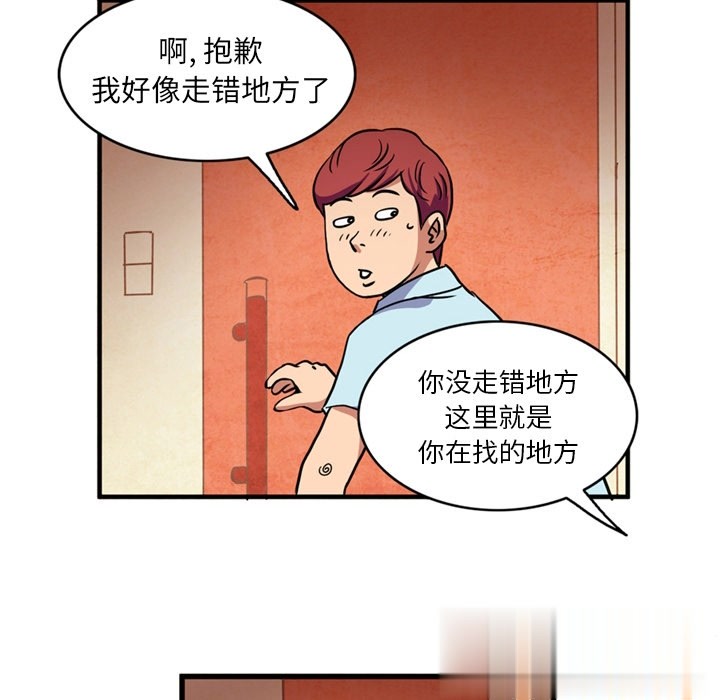 啊, 抱歉
我好像走错地方了
你没走错地方
这里就是
你在找的地方